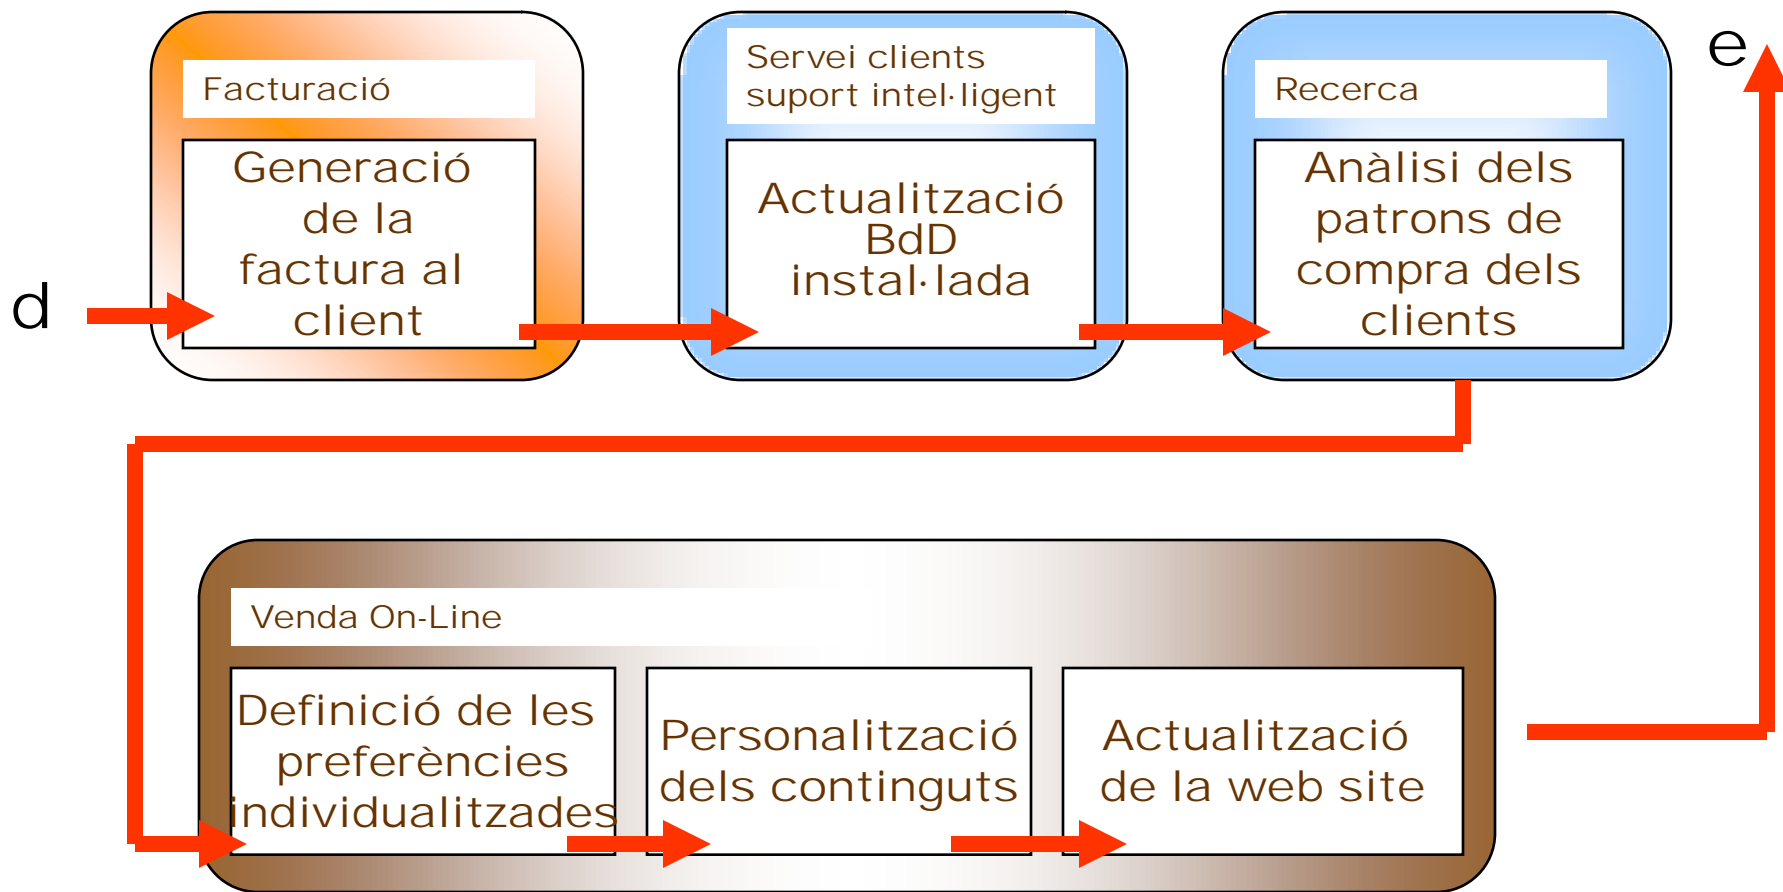 Facturació
Servei clients
suport intel·ligent
Recerca
e
Generació
de la
factura al
client
Actualització
BdD
instal·lada
Anàlisi dels
patrons de
compra dels
clients
d
Venda On-Line
Definició de les
preferències
individualitzades
Personalització
dels continguts
Actualització
de la web site